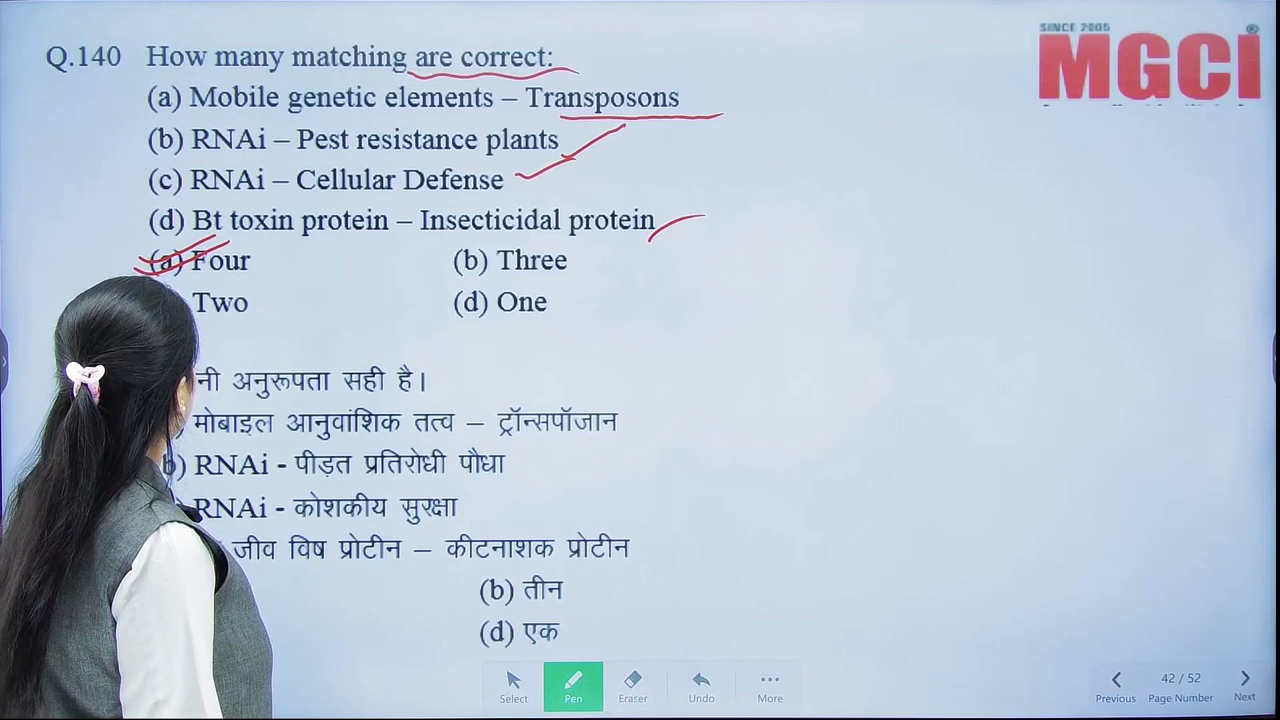 SINCE 2005
MGCI
Q.140 How many matching are correct:
(a) Mobile genetic elements – Transposons
(b) RNAi – Pest resistance plants
(c) RNAi – Cellular Defense
(d) Bt toxin protein – Insecticidal protein
(a) Four (b) Three
Two (d) One
नी अनुरूपता सही है।
मोबाइल आनुवांशिक तत्व – ट्रॉन्सपॉजान
b) RNAi - पीड़त प्रतिरोधी पौधा
RNAi - कोशकीय सुरक्षा
जीव विष प्रोटीन – कीटनाशक प्रोटीन
(b) तीन
(d) एक
Select Pen Eraser Undo More
Previous 42 / 52 Page Number Next